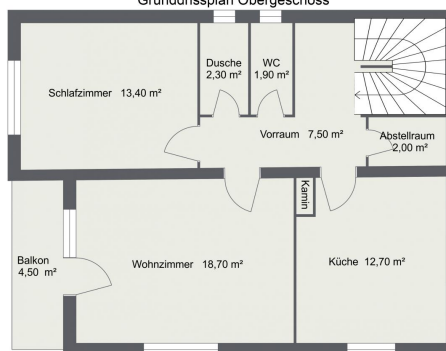 Grundrissplan Obergeschoss
Dusche
2,30 m²
WC
1,90 m²
Schlafzimmer 13,40 m²
Vorraum 7,50 m²
Abstellraum
2,00 m²
Kamin
Balkon
4,50 m²
Wohnzimmer 18,70 m²
Küche 12,70 m²